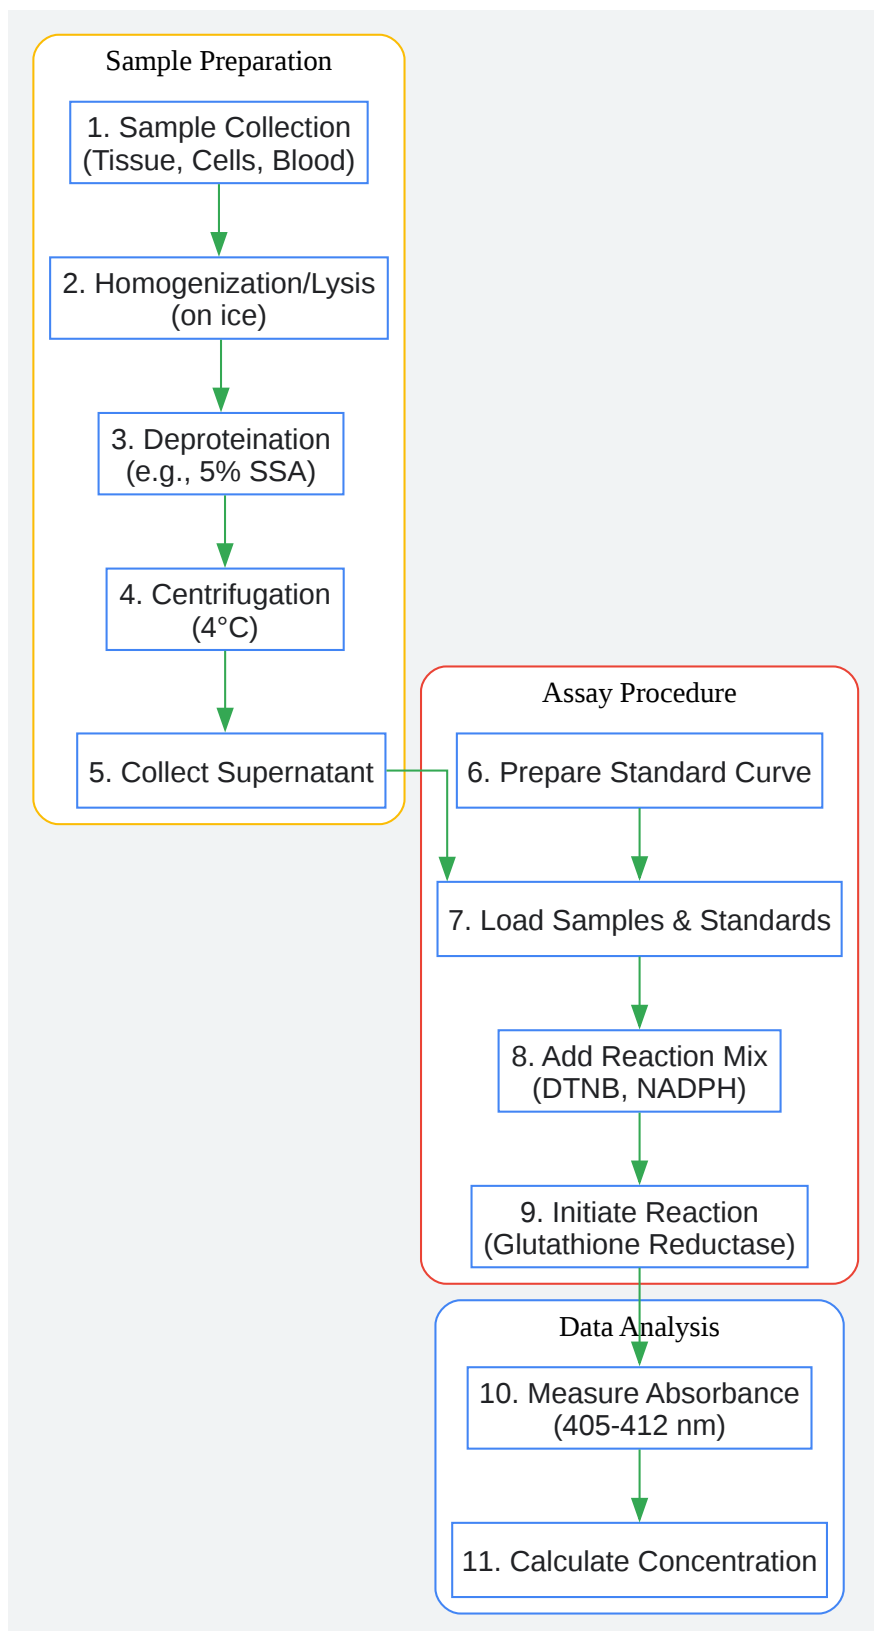 Sample Preparation
1. Sample Collection
(Tissue, Cells, Blood)
2. Homogenization/Lysis
(on ice)
3. Deproteination
(e.g., 5% SSA)
4. Centrifugation
(4°C)
5. Collect Supernatant
Assay Procedure
6. Prepare Standard Curve
7. Load Samples & Standards
8. Add Reaction Mix
(DTNB, NADPH)
9. Initiate Reaction
(Glutathione Reductase)
Data Analysis
10. Measure Absorbance
(405-412 nm)
11. Calculate Concentration